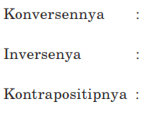 Konversennya :
Inversenya :
Kontrapositipnya :